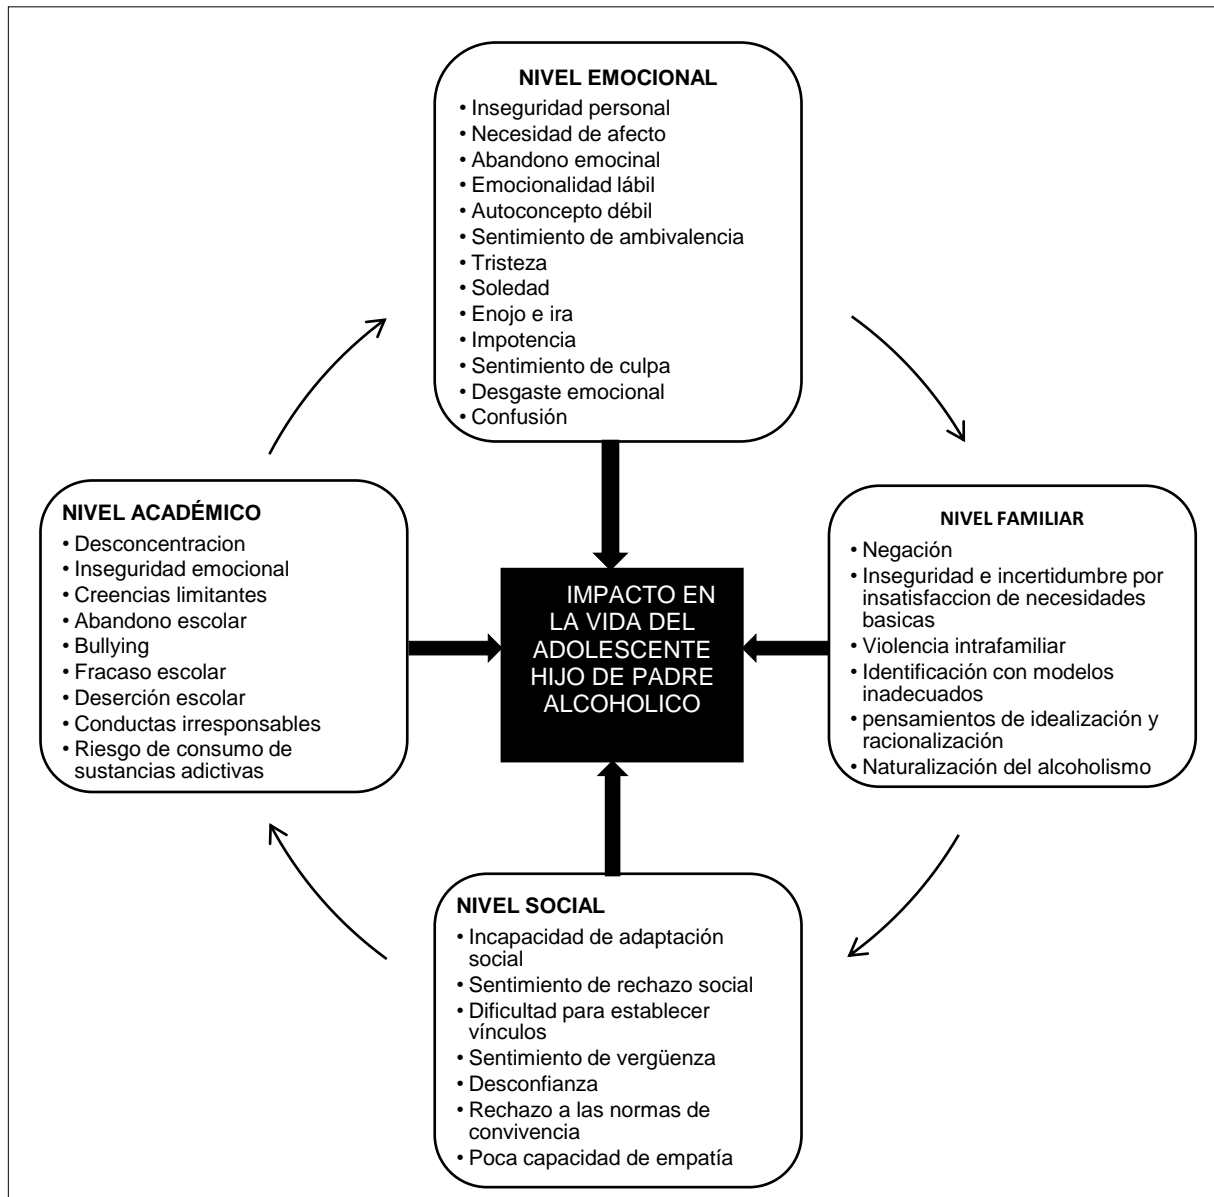 NIVEL EMOCIONAL
• Inseguridad personal
• Necesidad de afecto
• Abandono emocinal
• Emocionalidad lábil
• Autoconcepto débil
• Sentimiento de ambivalencia
• Tristeza
• Soledad
• Enojo e ira
• Impotencia
• Sentimiento de culpa
• Desgaste emocional
• Confusión
NIVEL ACADÉMICO
• Desconcentracion
• Inseguridad emocional
• Creencias limitantes
• Abandono escolar
• Bullying
• Fracaso escolar
• Deserción escolar
• Conductas irresponsables
• Riesgo de consumo de
sustancias adictivas
IMPACTO EN
LA VIDA DEL
ADOLESCENTE
HIJO DE PADRE
ALCOHOLICO
NIVEL FAMILIAR
• Negación
• Inseguridad e incertidumbre por
insatisfaccion de necesidades
basicas
• Violencia intrafamiliar
• Identificación con modelos
inadecuados
• pensamientos de idealización y
racionalización
• Naturalización del alcoholismo
NIVEL SOCIAL
• Incapacidad de adaptación
social
• Sentimiento de rechazo social
• Dificultad para establecer
vínculos
• Sentimiento de vergüenza
• Desconfianza
• Rechazo a las normas de
convivencia
• Poca capacidad de empatía